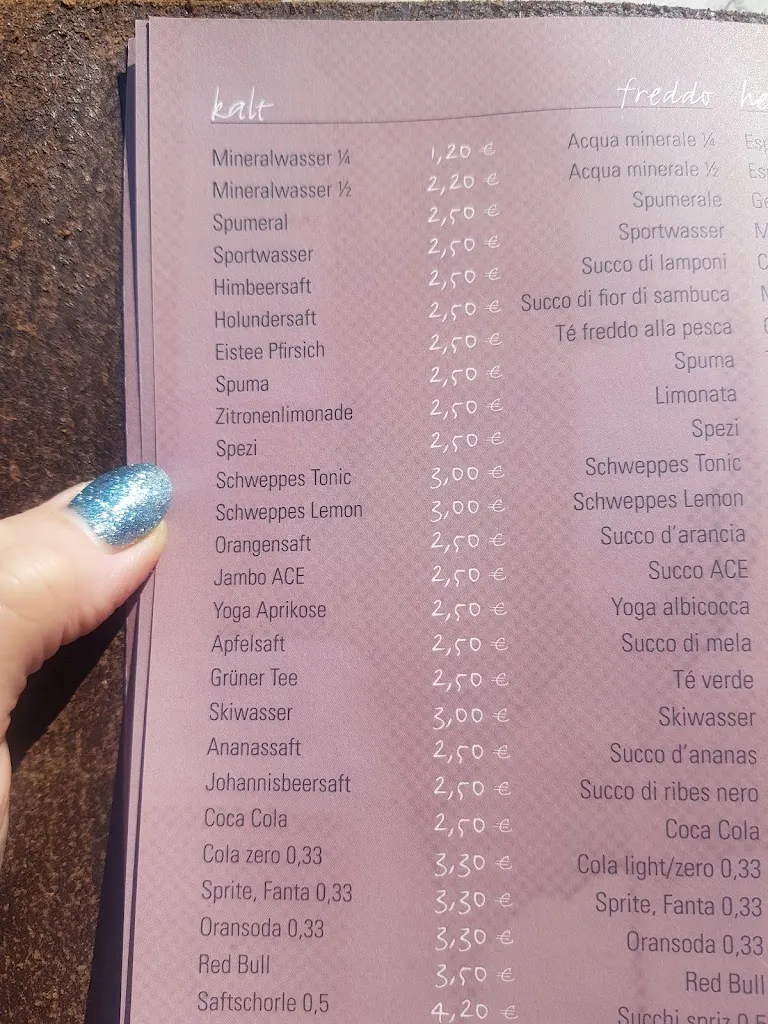 kalt freddo
Mineralwasser ¼ 1,20 € Acqua minerale ¼
Mineralwasser ½ 2,20 € Acqua minerale ½
Spumeral 2,50 € Spumerale
Sportwasser 2,50 € Sportwasser
Himbeersaft 2,50 € Succo di lamponi
Holundersaft 2,50 € Succo di fior di sambuca
Eistee Pfirsich 2,50 € Té freddo alla pesca
Spuma 2,50 € Spuma
Zitronenlimonade 2,50 € Limonata
Spezi 2,50 € Spezi
Schweppes Tonic 3,00 € Schweppes Tonic
Schweppes Lemon 3,00 € Schweppes Lemon
Orangensaft 2,50 € Succo d'arancia
Jambo ACE 2,50 € Succo ACE
Yoga Aprikose 2,50 € Yoga albicocca
Apfelsaft 2,50 € Succo di mela
Grüner Tee 2,50 € Té verde
Skiwasser 3,00 € Skiwasser
Ananassaft 2,50 € Succo d'ananas
Johannisbeersaft 2,50 € Succo di ribes nero
Coca Cola 2,50 € Coca Cola
Cola zero 0,33 3,30 € Cola light/zero 0,33
Sprite, Fanta 0,33 3,30 € Sprite, Fanta 0,33
Oransoda 0,33 3,30 € Oransoda 0,33
Red Bull 3,50 € Red Bull
Saftschorle 0,5 4,20 € Succhi spriz 0,5